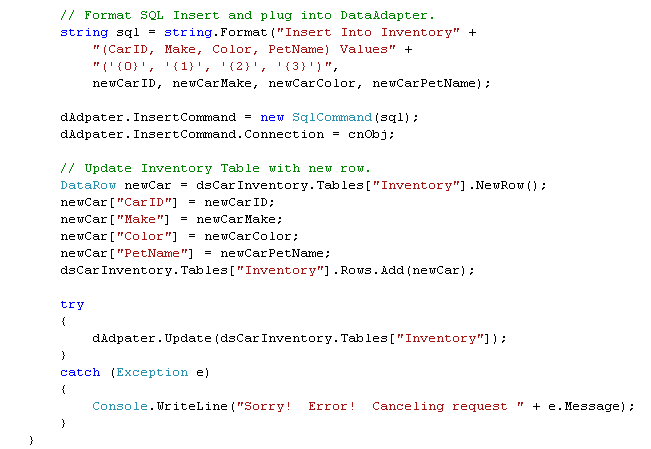 // Format SQL Insert and plug into DataAdapter.
string sql = string.Format("Insert Into Inventory" +
"(CarID, Make, Color, PetName) Values" +
"('{0}', '{1}', '{2}', '{3}')",
newCarID, newCarMake, newCarColor, newCarPetName);
dAdpater.InsertCommand = new SqlCommand(sql);
dAdpater.InsertCommand.Connection = cnObj;
// Update Inventory Table with new row.
DataRow newCar = dsCarInventory.Tables["Inventory"].NewRow();
newCar["CarID"] = newCarID;
newCar["Make"] = newCarMake;
newCar["Color"] = newCarColor;
newCar["PetName"] = newCarPetName;
dsCarInventory.Tables["Inventory"].Rows.Add(newCar);
try
{
dAdpater.Update(dsCarInventory.Tables["Inventory"]);
}
catch (Exception e)
{
Console.WriteLine("Sorry!  Error!  Canceling request " + e.Message);
}
}